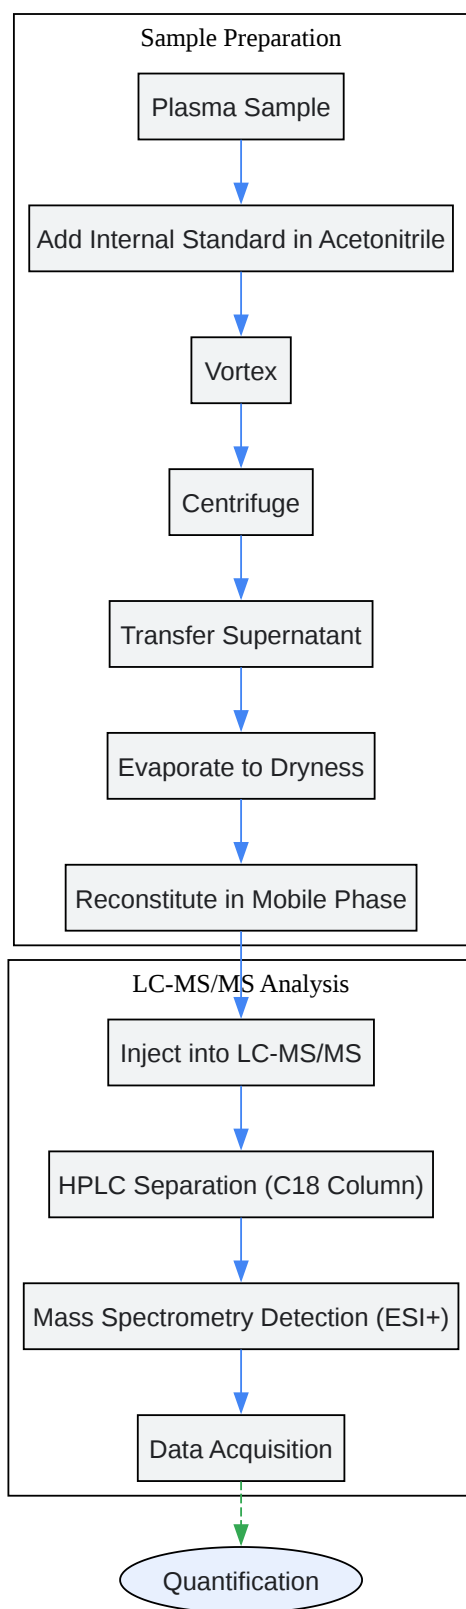 Sample Preparation
Plasma Sample
Add Internal Standard in Acetonitrile
Vortex
Centrifuge
Transfer Supernatant
Evaporate to Dryness
Reconstitute in Mobile Phase
LC-MS/MS Analysis
Inject into LC-MS/MS
HPLC Separation (C18 Column)
Mass Spectrometry Detection (ESI+)
Data Acquisition
Quantification